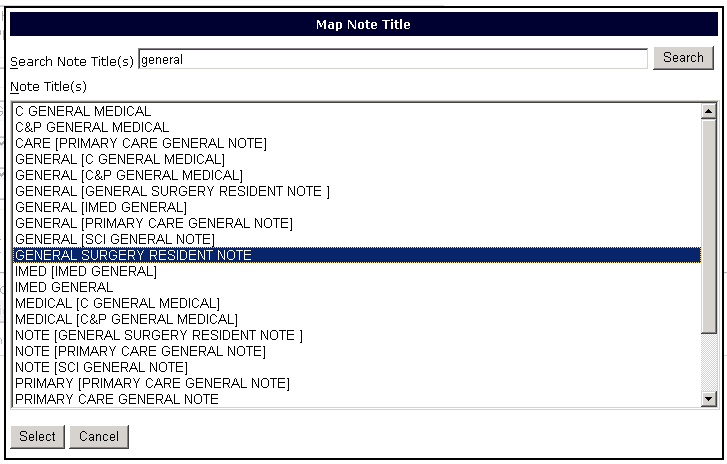 Map Note Title
Search Note Title(s) general Search
Note Title(s)
C GENERAL MEDICAL
C&P GENERAL MEDICAL
CARE [PRIMARY CARE GENERAL NOTE]
GENERAL [C GENERAL MEDICAL]
GENERAL [C&P GENERAL MEDICAL]
GENERAL [GENERAL SURGERY RESIDENT NOTE ]
GENERAL [IMED GENERAL]
GENERAL [PRIMARY CARE GENERAL NOTE]
GENERAL [SCI GENERAL NOTE]
GENERAL SURGERY RESIDENT NOTE
IMED [IMED GENERAL]
IMED GENERAL
MEDICAL [C GENERAL MEDICAL]
MEDICAL [C&P GENERAL MEDICAL]
NOTE [GENERAL SURGERY RESIDENT NOTE ]
NOTE [PRIMARY CARE GENERAL NOTE]
NOTE [SCI GENERAL NOTE]
PRIMARY [PRIMARY CARE GENERAL NOTE]
PRIMARY CARE GENERAL NOTE
Select Cancel